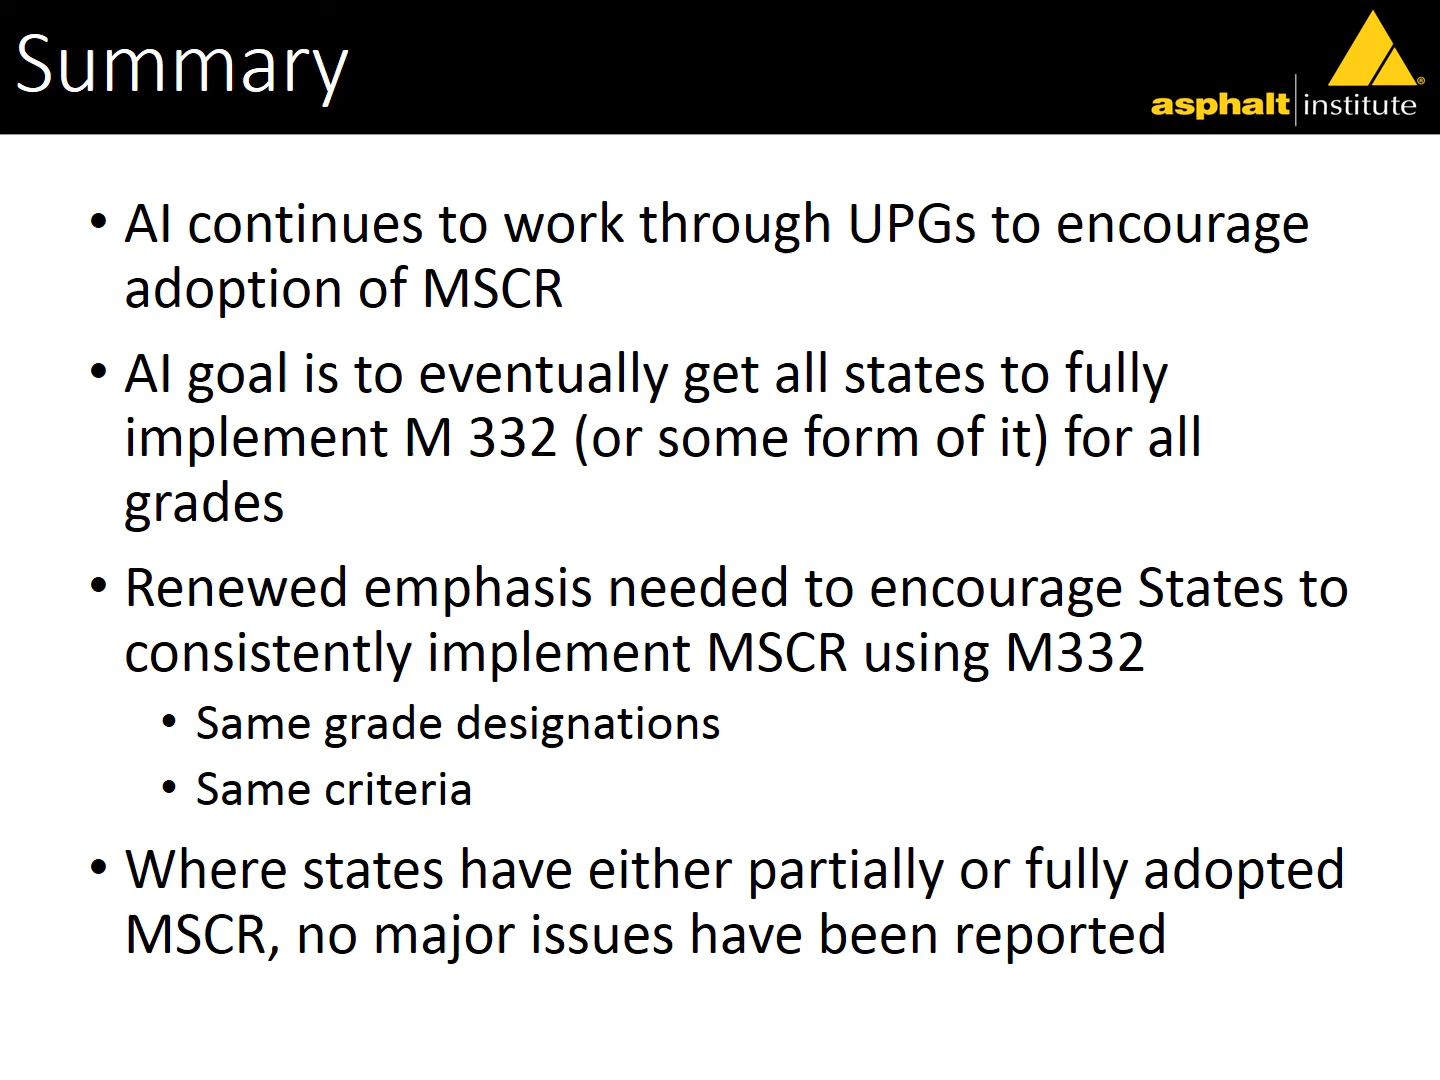 Summary
asphalt institute®
• AI continues to work through UPGs to encourage
adoption of MSCR
• AI goal is to eventually get all states to fully
implement M 332 (or some form of it) for all
grades
• Renewed emphasis needed to encourage States to
consistently implement MSCR using M332
• Same grade designations
• Same criteria
• Where states have either partially or fully adopted
MSCR, no major issues have been reported